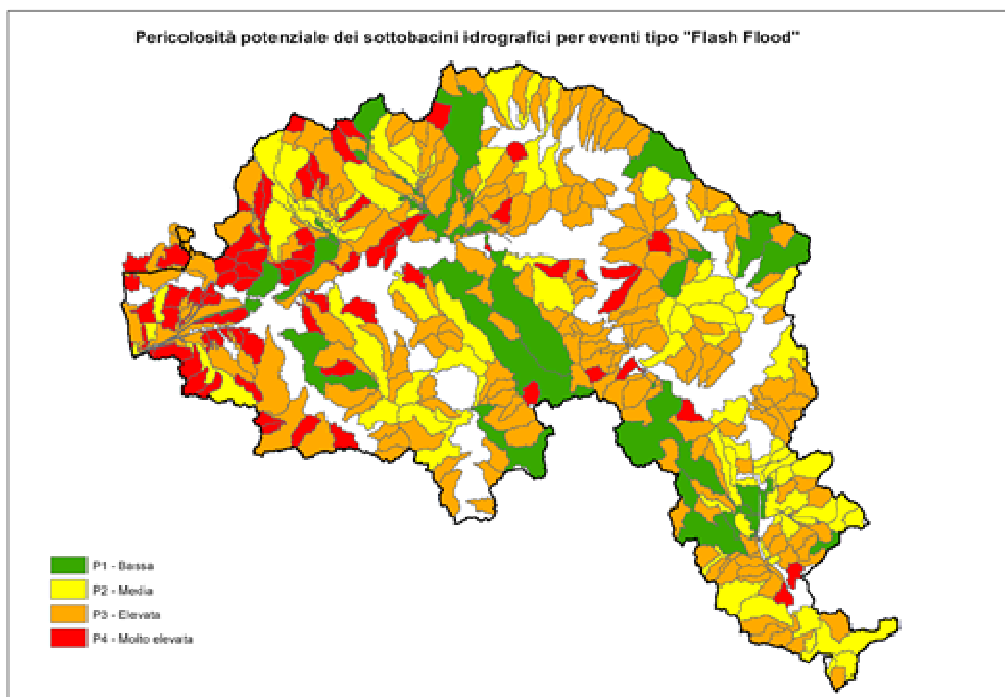 Pericolosità potenziale dei sottobacini idrografici per eventi tipo "Flash Flood"
P1 - Bassa
P2 - Media
P3 - Elevata
P4 - Molto elevata